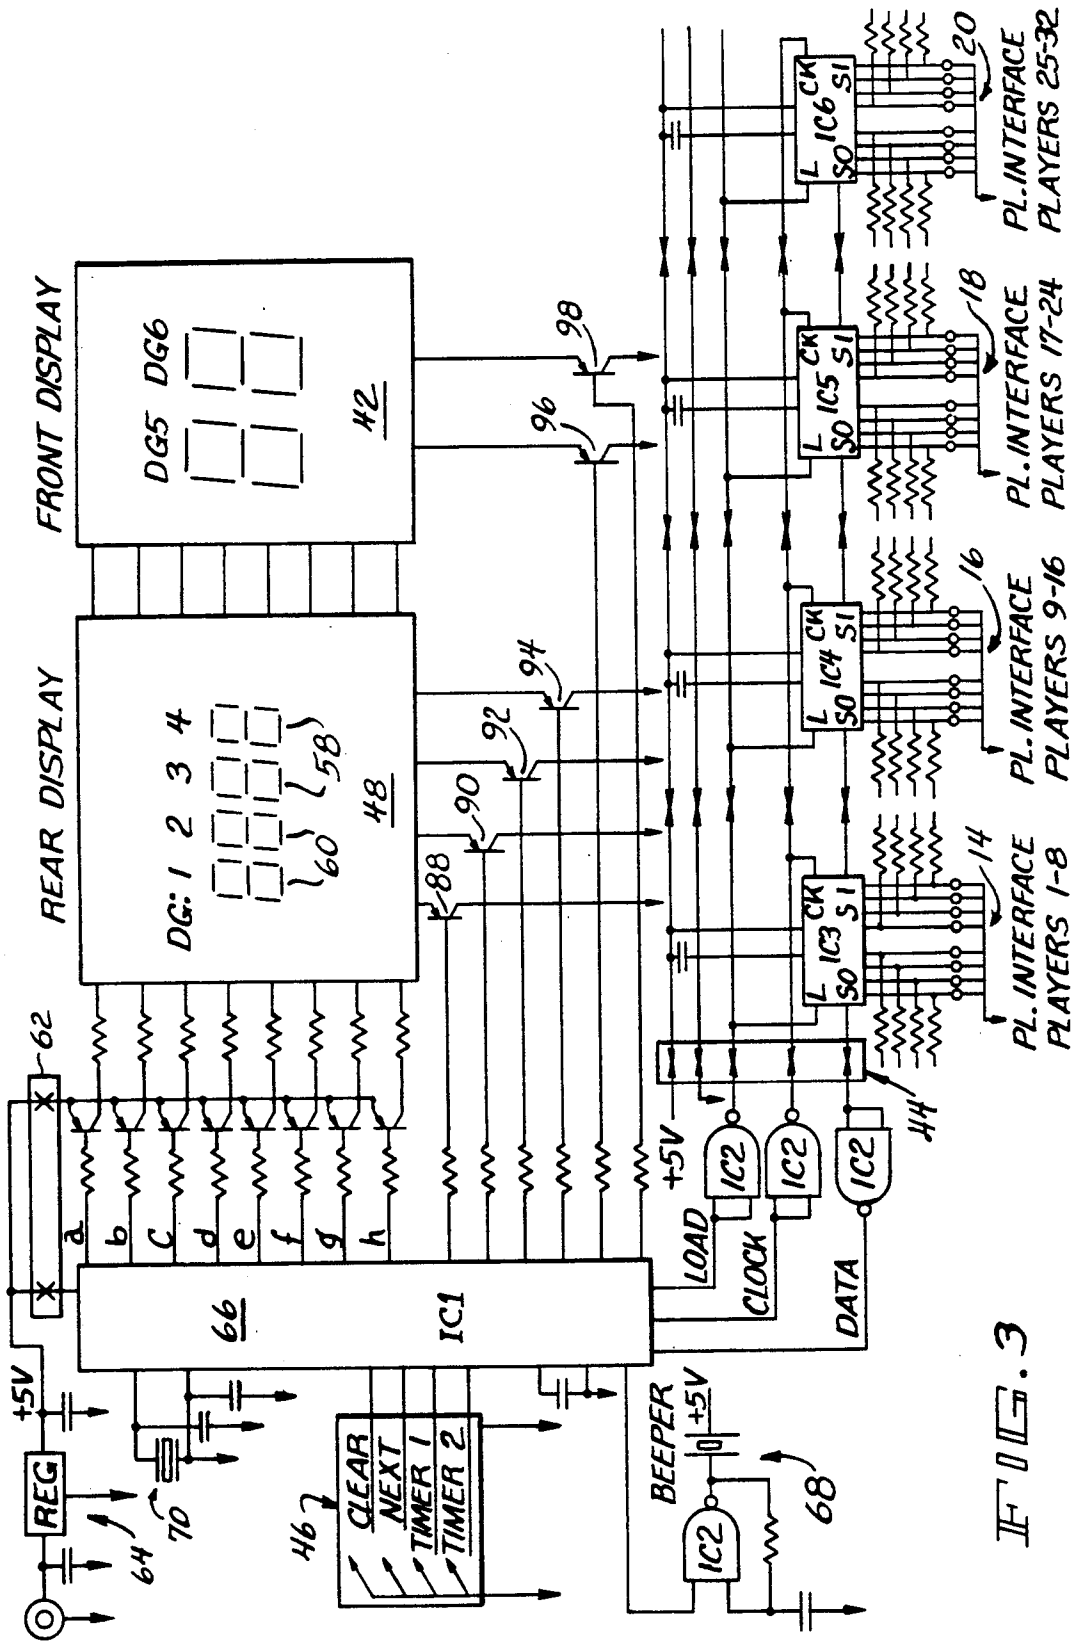 FRONT DISPLAY
DG5 DG6
42
REAR DISPLAY
DG: 1 2 3 4
60
58
48
62
+5V
REG
64
70
66
IC1
a
b
c
d
e
f
g
h
88
90
92
94
96
98
46
CLEAR
NEXT
TIMER 1
TIMER 2
BEEPER
+5V
IC2
68
LOAD
CLOCK
DATA
+5V
IC2
IC2
IC2
44
L CK
IC3
SO SI
14
PL. INTERFACE
PLAYERS 1-8
L CK
IC4
SO SI
16
PL. INTERFACE
PLAYERS 9-16
L CK
IC5
SO SI
18
PL. INTERFACE
PLAYERS 17-24
L CK
IC6
SO SI
20
PL. INTERFACE
PLAYERS 25-32
FIG. 3